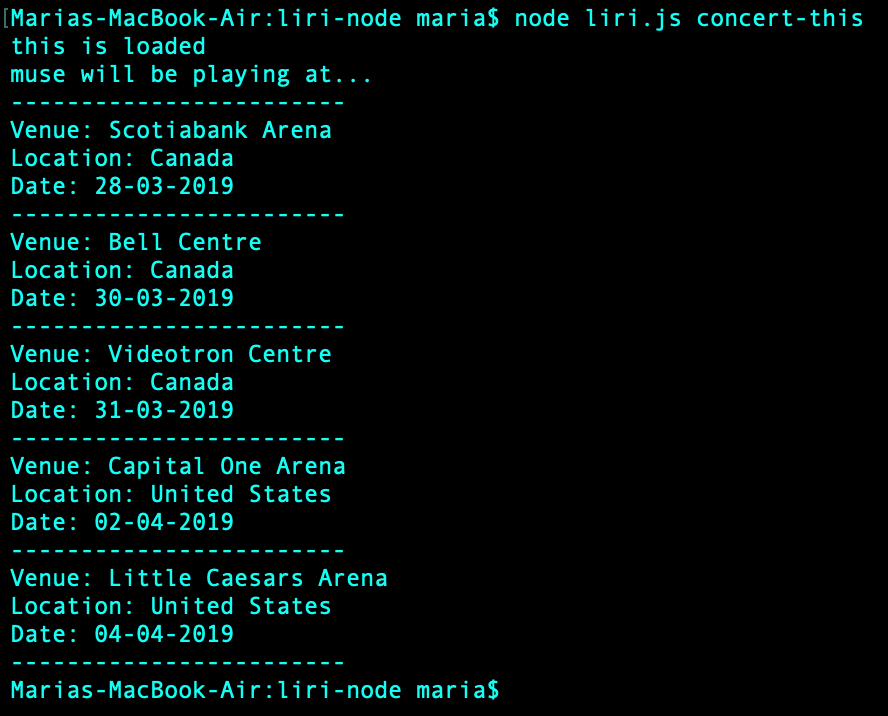 [Marias-MacBook-Air:liri-node maria$ node liri.js concert-this
this is loaded
muse will be playing at...
------------------------
Venue: Scotiabank Arena
Location: Canada
Date: 28-03-2019
------------------------
Venue: Bell Centre
Location: Canada
Date: 30-03-2019
------------------------
Venue: Videotron Centre
Location: Canada
Date: 31-03-2019
------------------------
Venue: Capital One Arena
Location: United States
Date: 02-04-2019
------------------------
Venue: Little Caesars Arena
Location: United States
Date: 04-04-2019
------------------------
Marias-MacBook-Air:liri-node maria$